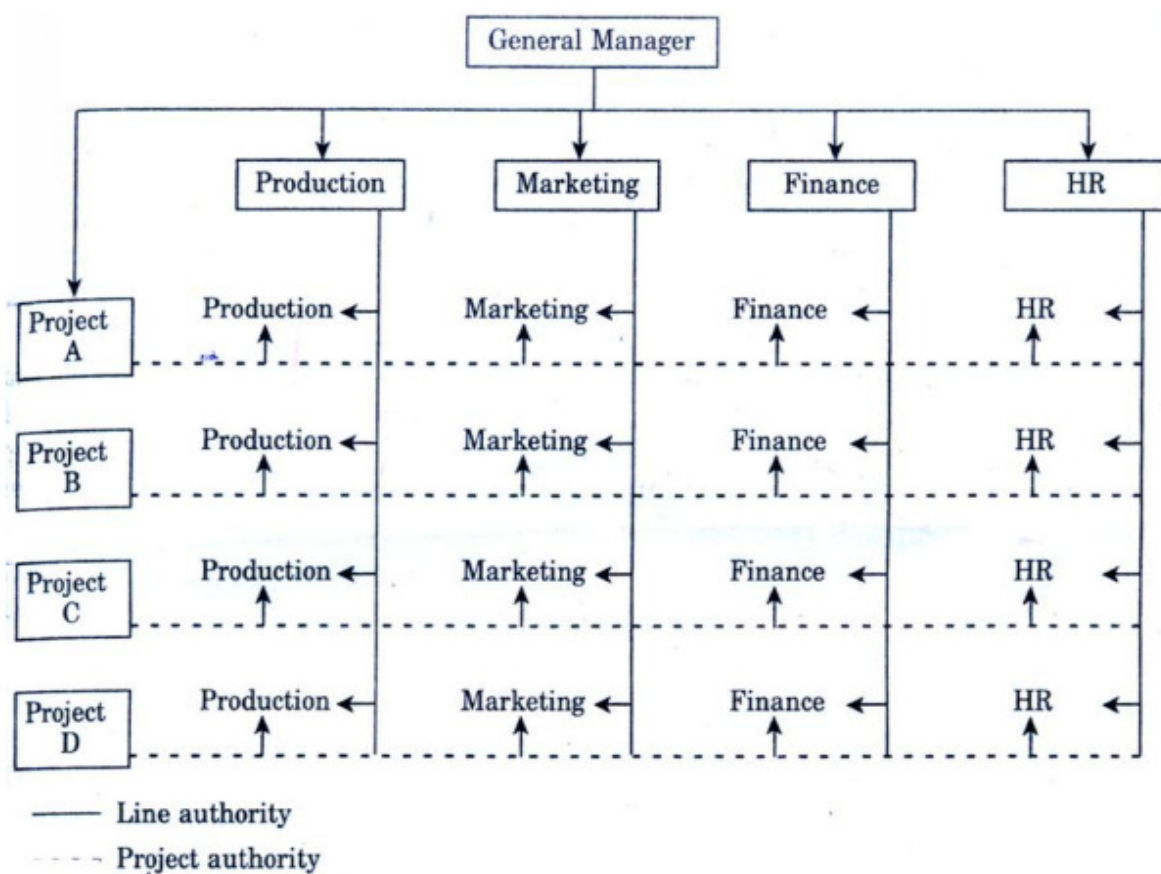 General Manager
Production Marketing Finance HR
Project
A
Production Marketing Finance HR
Project
B
Production Marketing Finance HR
Project
C
Production Marketing Finance HR
Project
D
Production Marketing Finance HR
Line authority
Project authority